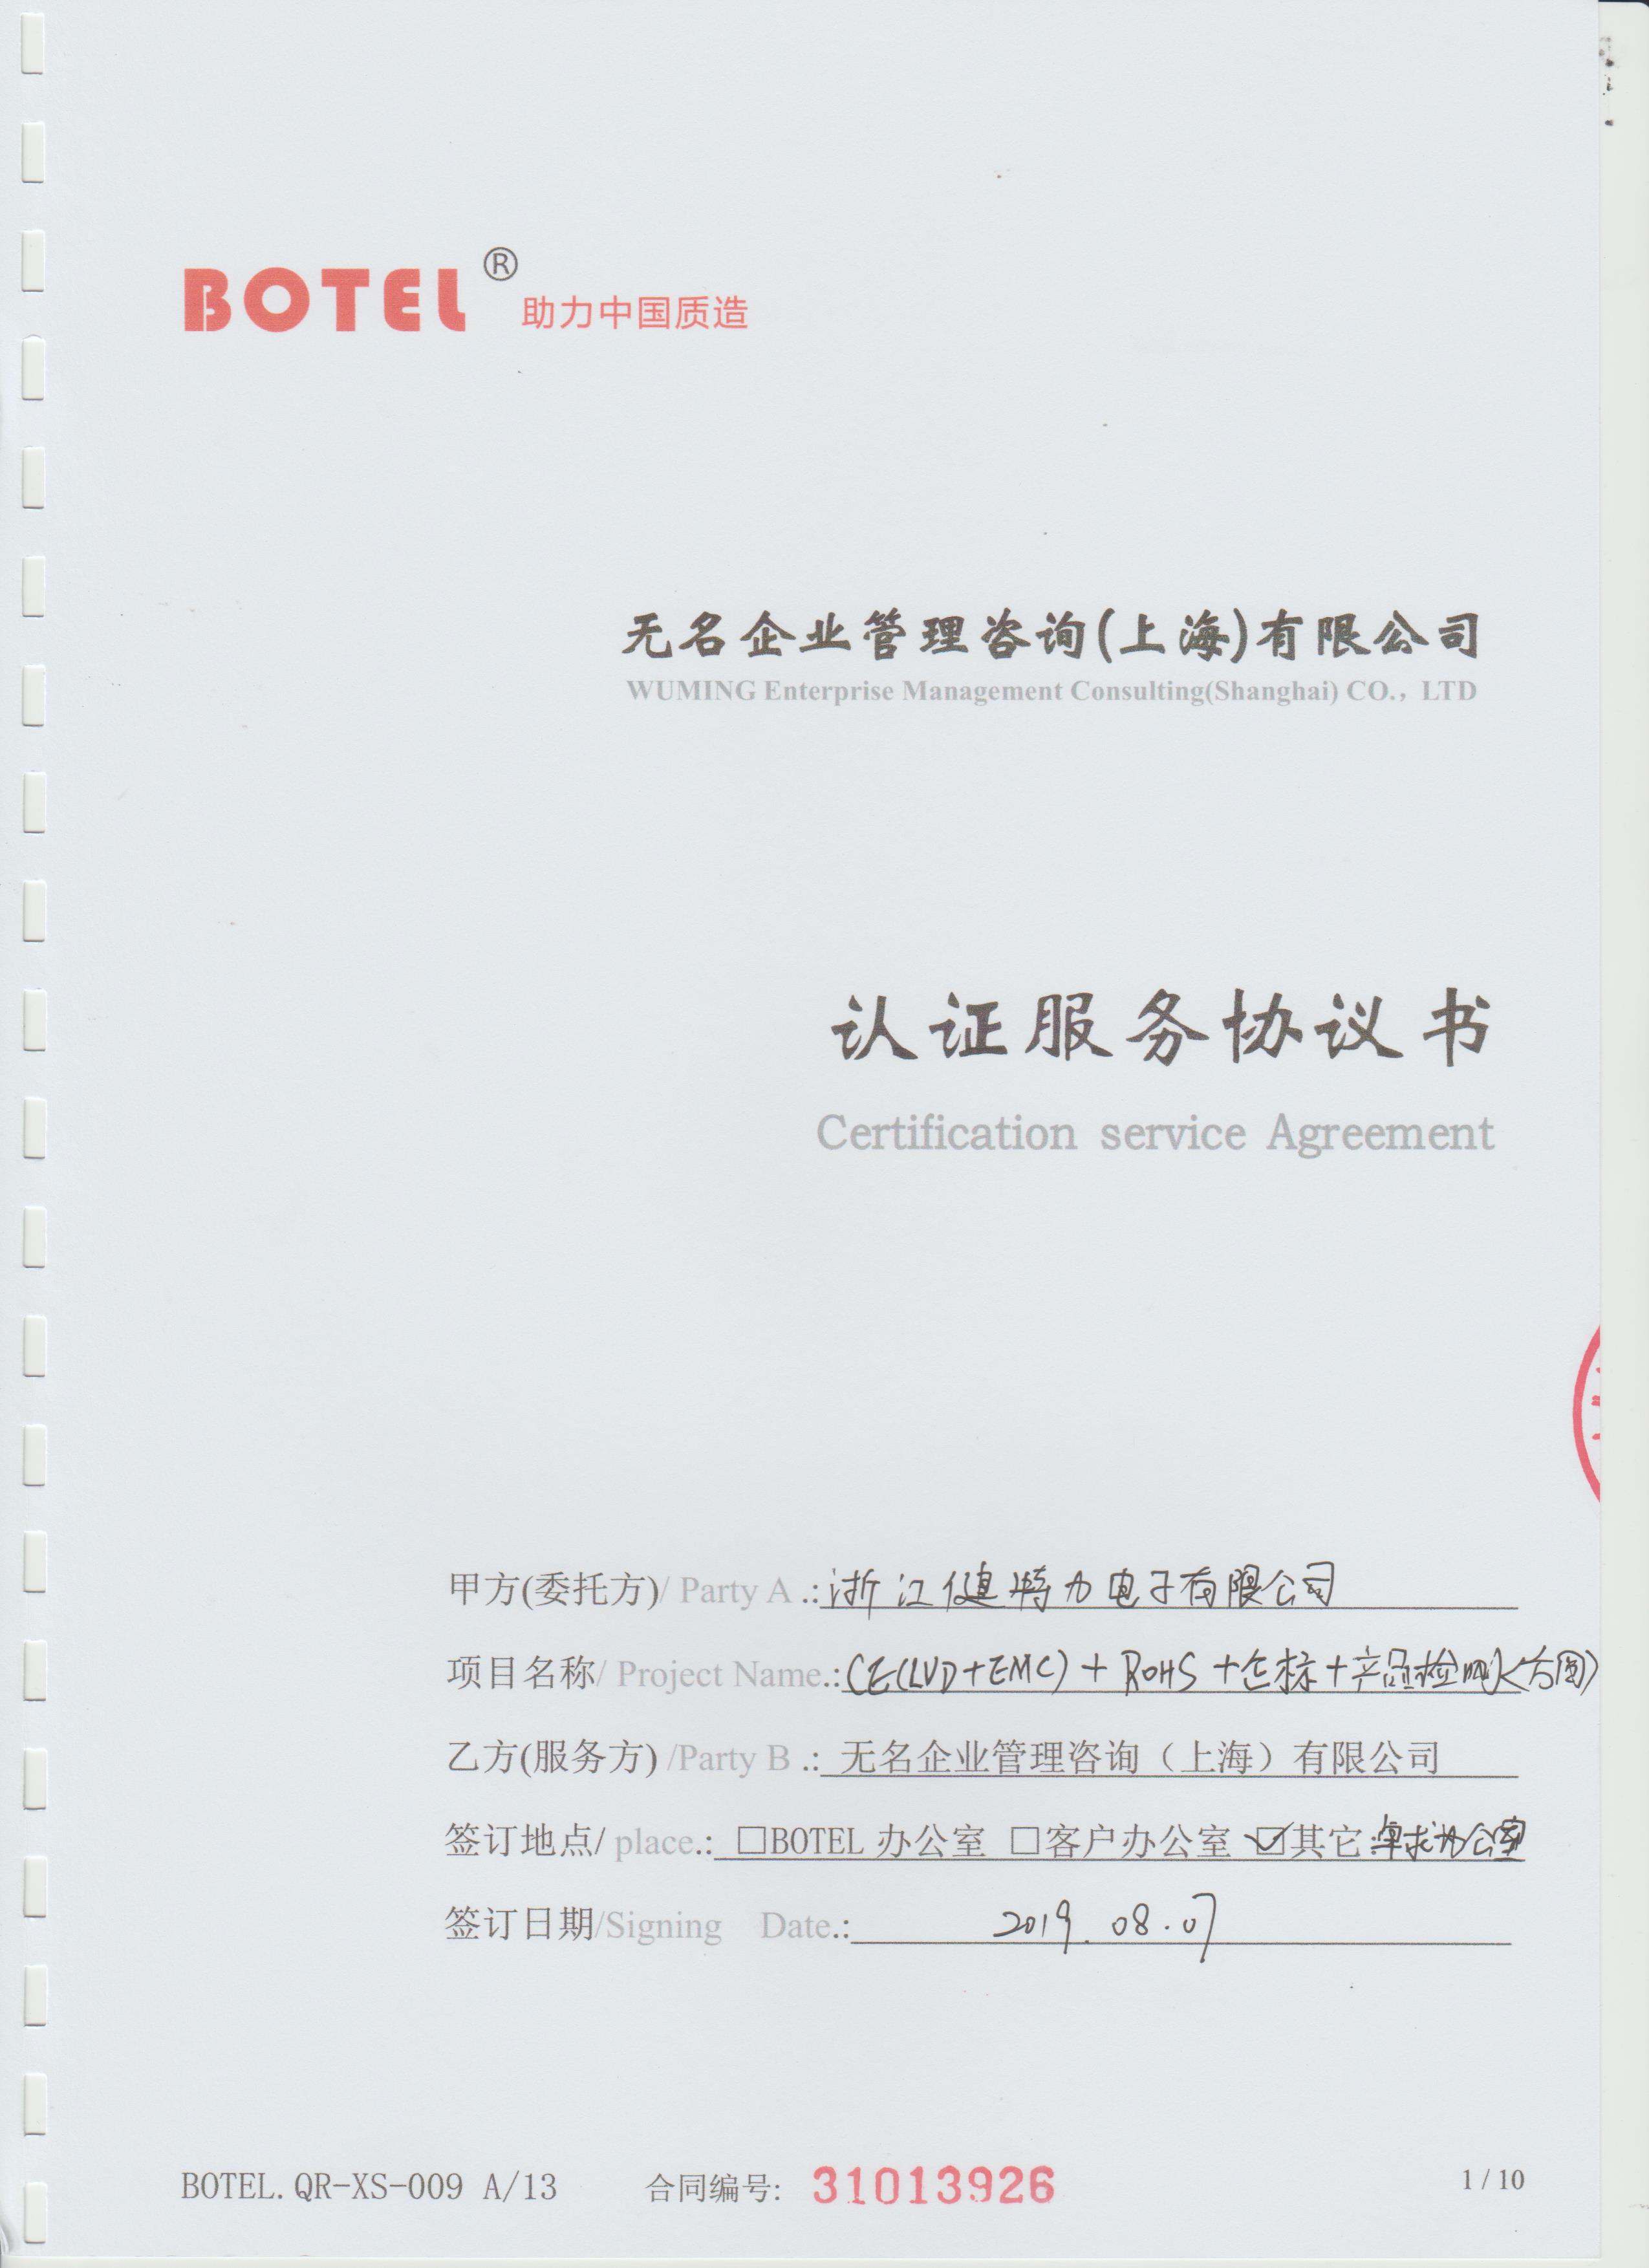 BOTEL®助力中国质造
无名企业管理咨询(上海)有限公司
WUMING Enterprise Management Consulting(Shanghai) CO.，LTD
认证服务协议书
Certification service Agreement
甲方(委托方)/ Party A .:浙江健特力电子有限公司
项目名称/ Project Name.:CE(LVD+EMC)+ROHS+企标+产品检测
乙方(服务方) /Party B .: 无名企业管理咨询（上海）有限公司
签订地点/ place.: □BOTEL 办公室 □客户办公室 ☑其它:办公室
签订日期/Signing Date.: 2019.08.07
BOTEL.QR-XS-009 A/13 合同编号: 31013926 1 / 10